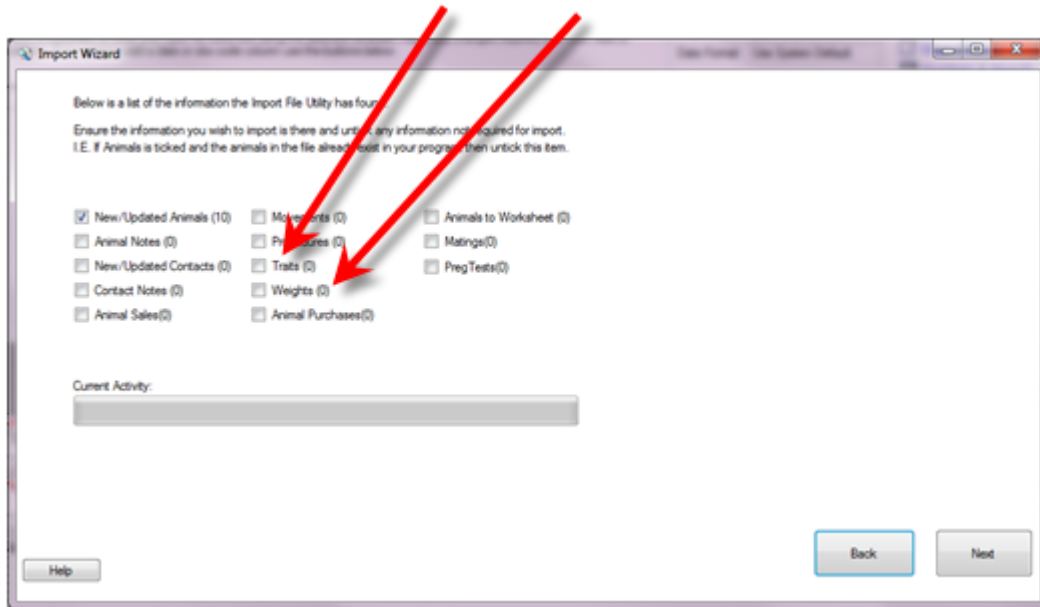 Import Wizard
Below is a list of the information the Import File Utility has
Ensure the information you wish to import is there and untick any information not required for import.
I.E. If Animals is ticked and the animals in the file already exist in your program then untick this item.
New/Updated Animals (10) Movements (0) Animals to Worksheet (0)
Animal Notes (0) Procedures (0) Matings(0)
New/Updated Contacts (0) Traits (0) PregTests(0)
Contact Notes (0) Weights (0)
Animal Sales(0) Animal Purchases(0)
Current Activity:
Back Next
Help